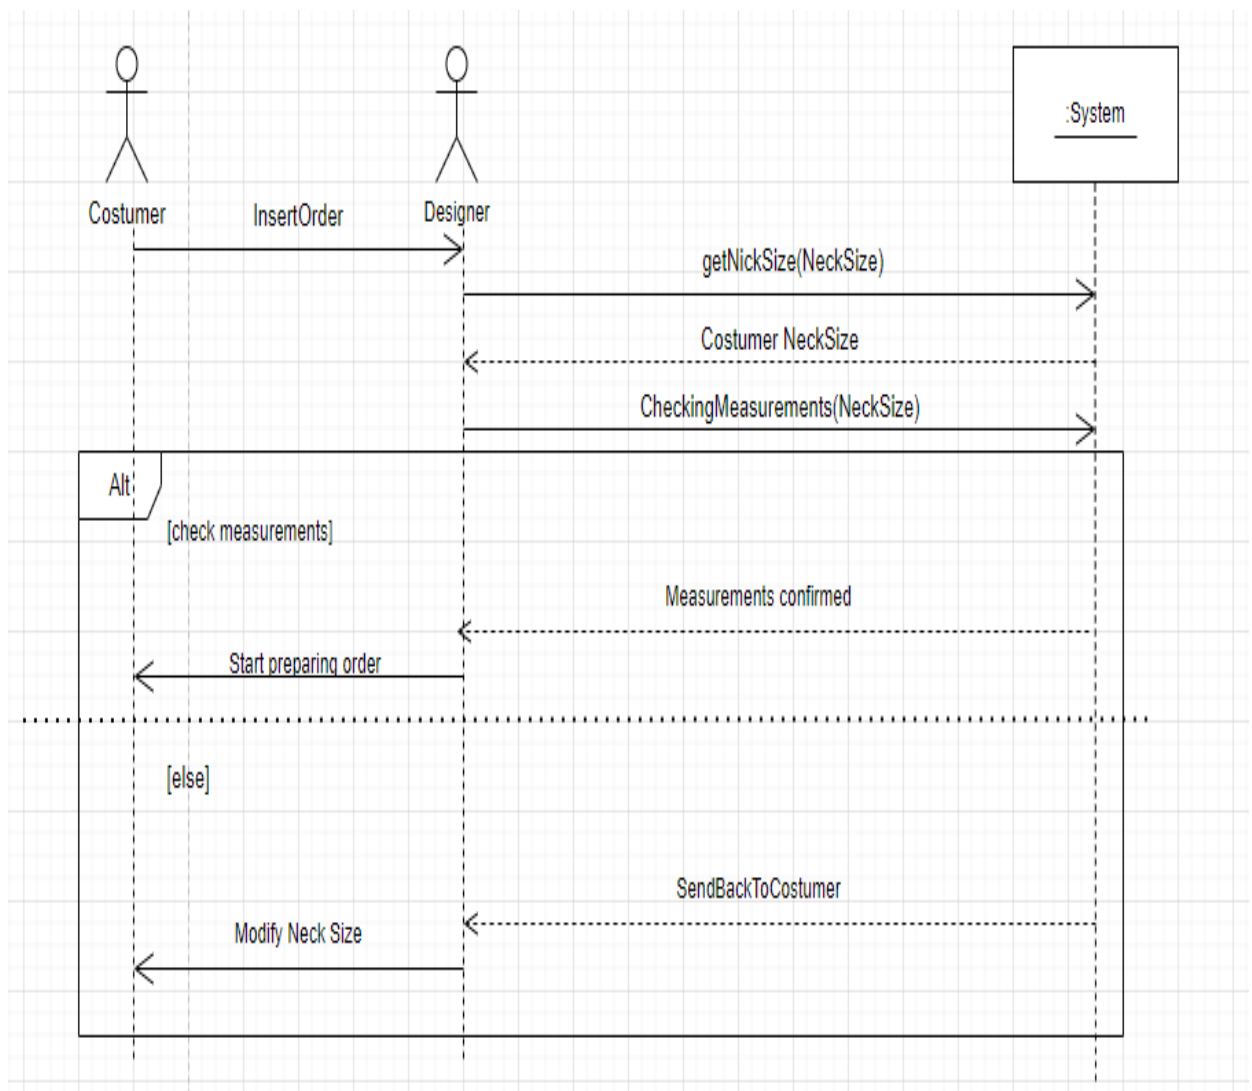 :System
Costumer
InsertOrder
Designer
getNickSize(NeckSize)
Costumer NeckSize
CheckingMeasurements(NeckSize)
Alt
[check measurements]
Measurements confirmed
Start preparing order
[else]
SendBackToCostumer
Modify Neck Size